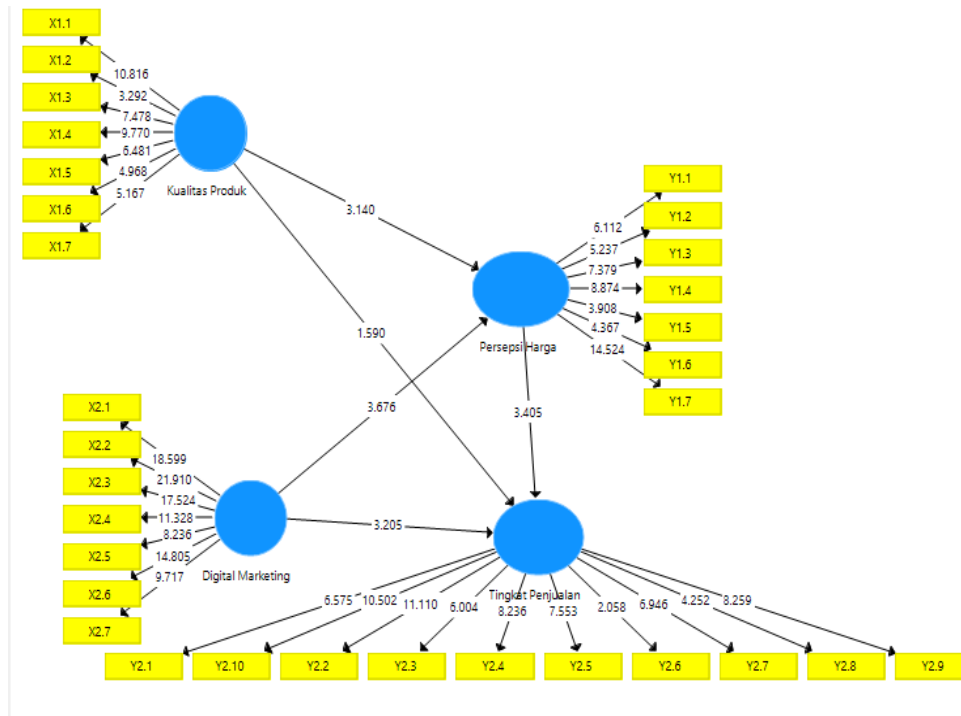 X1.1
X1.2
X1.3
X1.4
X1.5
X1.6
X1.7
10.816
3.292
7.478
9.770
6.481
4.968
5.167
Kualitas Produk
3.140
1.590
Y1.1
Y1.2
Y1.3
Y1.4
Y1.5
Y1.6
Y1.7
6.112
5.237
7.379
8.874
3.908
4.367
14.524
Persepsi Harga
3.676
3.405
X2.1
X2.2
X2.3
X2.4
X2.5
X2.6
X2.7
18.599
21.910
17.524
11.328
8.236
14.805
9.717
Digital Marketing
3.205
Tingkat Penjualan
6.575 10.502 11.110 6.004 8.236 7.553 2.058 6.946 4.252 8.259
Y2.1 Y2.10 Y2.2 Y2.3 Y2.4 Y2.5 Y2.6 Y2.7 Y2.8 Y2.9